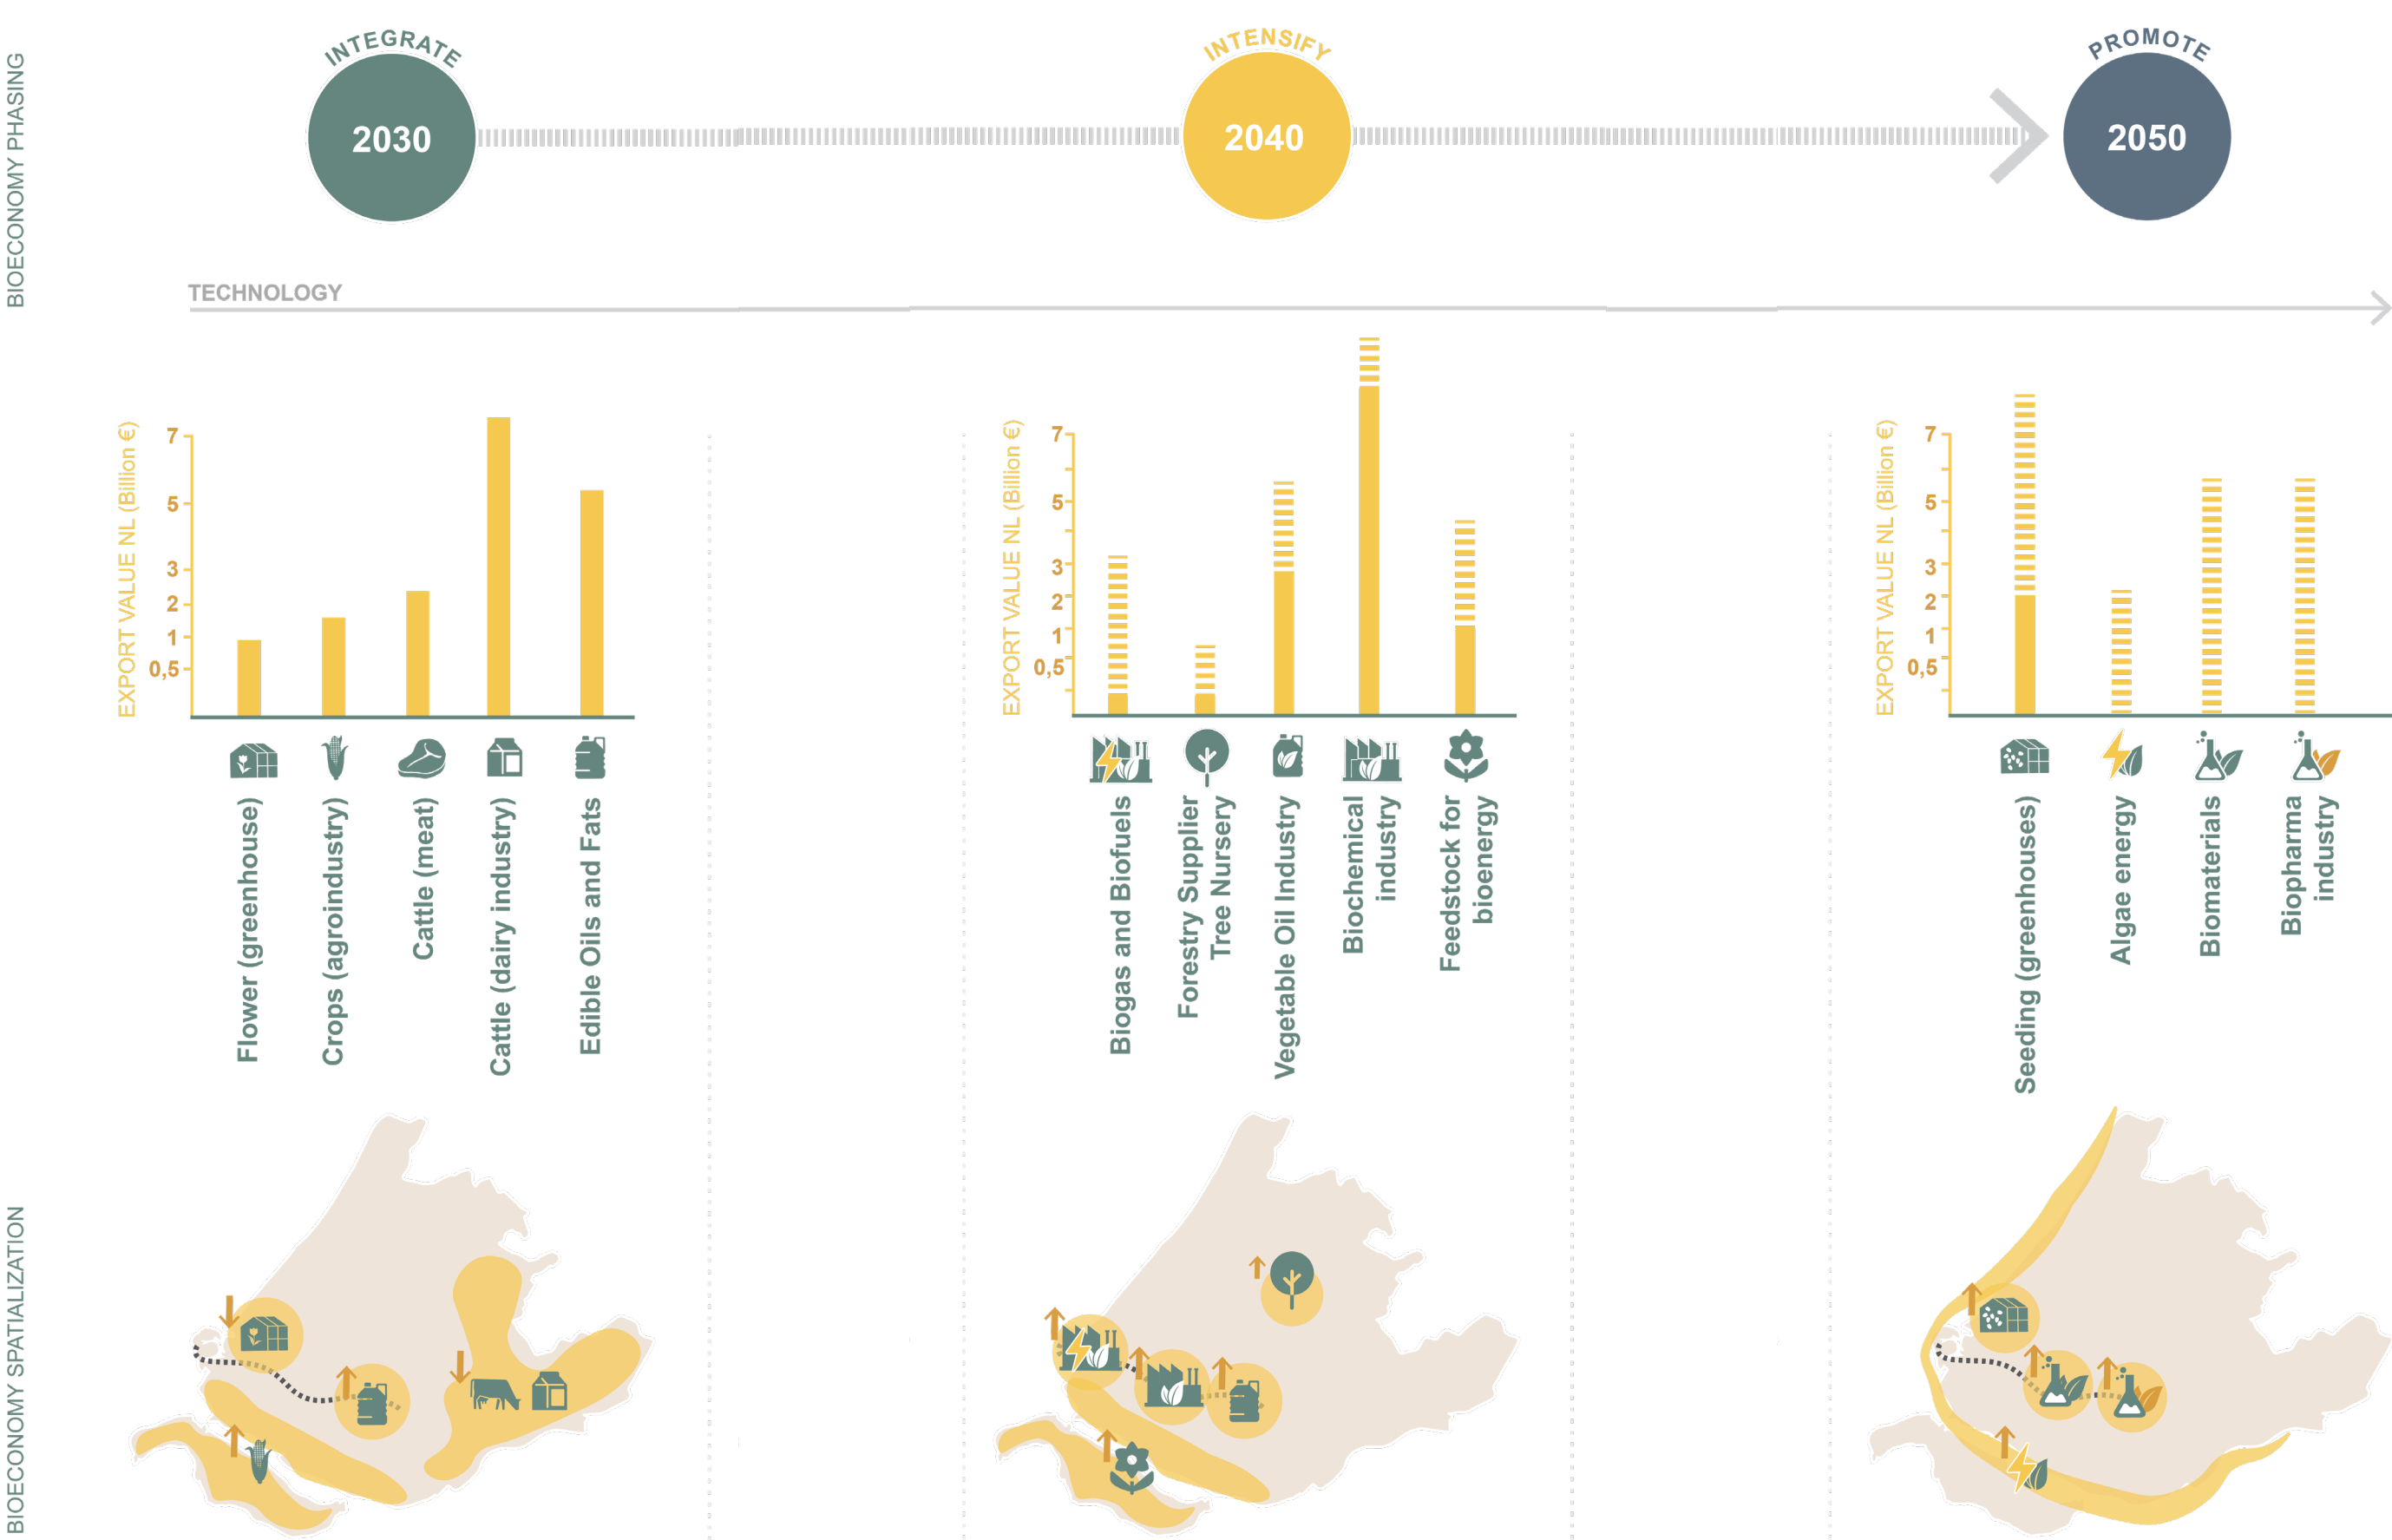 BIOECONOMY PHASING
INTEGRATE
2030
INTENSIFY
2040
PROMOTE
2050
TECHNOLOGY
EXPORT VALUE NL (Billion €)
7
5
3
2
1
0,5
Flower (greenhouse)
Crops (agroindustry)
Cattle (meat)
Cattle (dairy industry)
Edible Oils and Fats
EXPORT VALUE NL (Billion €)
7
5
3
2
1
0,5
Biogas and Biofuels
Forestry Supplier
Tree Nursery
Vegetable Oil Industry
Biochemical
industry
Feedstock for
bioenergy
EXPORT VALUE NL (Billion €)
7
5
3
2
1
0,5
Seeding (greenhouses)
Algae energy
Biomaterials
Biopharma
industry
BIOECONOMY SPATIALIZATION